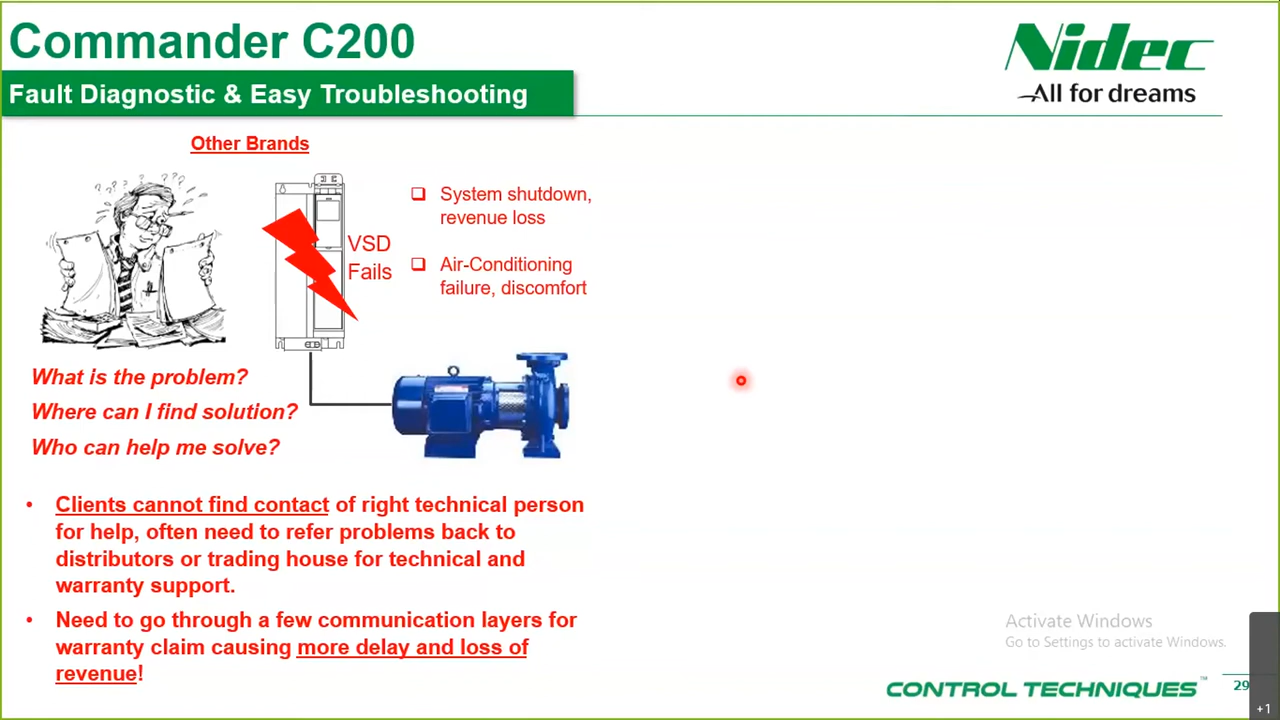 Commander C200
Fault Diagnostic & Easy Troubleshooting
Nidec
All for dreams
Other Brands
System shutdown,
revenue loss
VSD
Fails
Air-Conditioning
failure, discomfort
What is the problem?
Where can I find solution?
Who can help me solve?
• Clients cannot find contact of right technical person
for help, often need to refer problems back to
distributors or trading house for technical and
warranty support.
• Need to go through a few communication layers for
warranty claim causing more delay and loss of
revenue!
Activate Windows
Go to Settings to activate Windows.
CONTROL TECHNIQUES™
29
+1